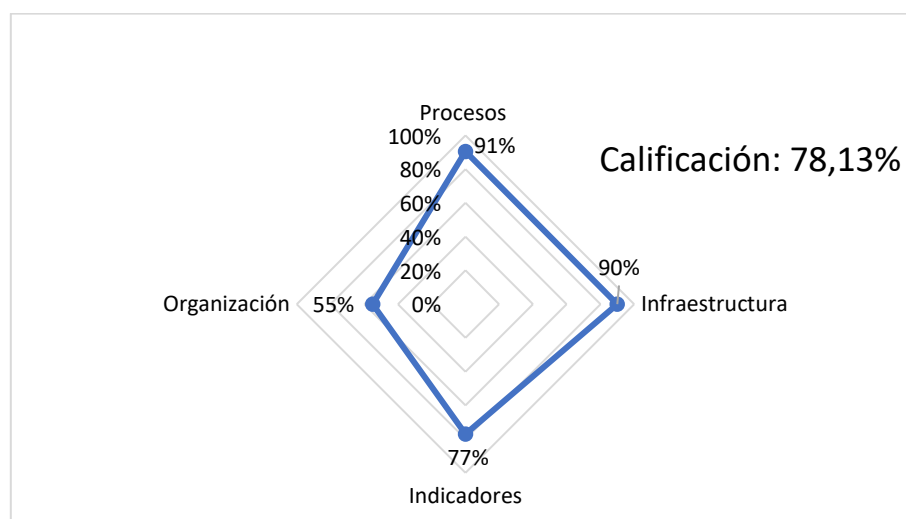 Procesos
100%
91%
Calificación: 78,13%
80%
60%
40%
20%
90%
Organización
55%
0%
Infraestructura
77%
Indicadores